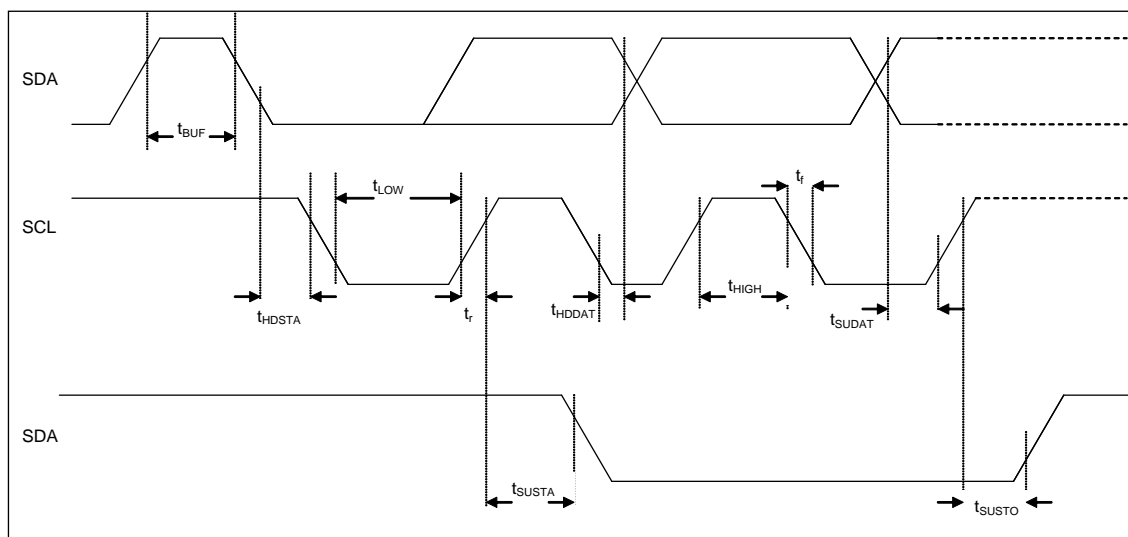 SDA
tBUF
tLOW
tf
SCL
tHDSTA
tr
tHDDAT
tHIGH
tSUDAT
SDA
tSUSTA
tSUSTO